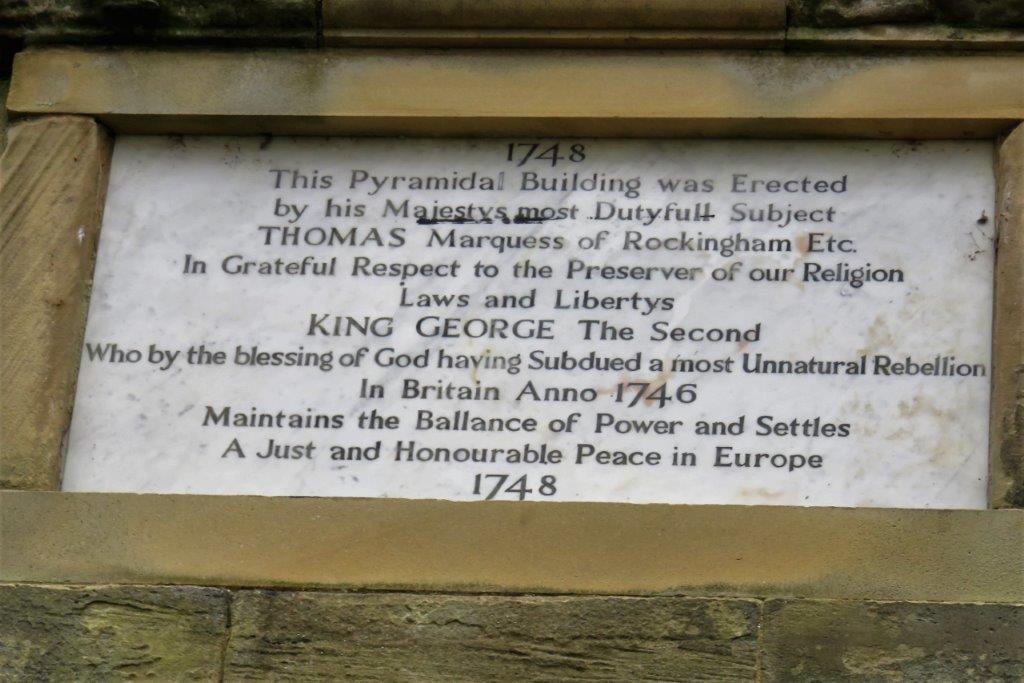 1748
This Pyramidal Building was Erected
by his Majestys most Dutyfull Subject
THOMAS Marquess of Rockingham Etc.
In Grateful Respect to the Preserver of our Religion
Laws and Libertys
KING GEORGE The Second
Who by the blessing of God having Subdued a most Unnatural Rebellion
In Britain Anno 1746
Maintains the Ballance of Power and Settles
A Just and Honourable Peace in Europe
1748